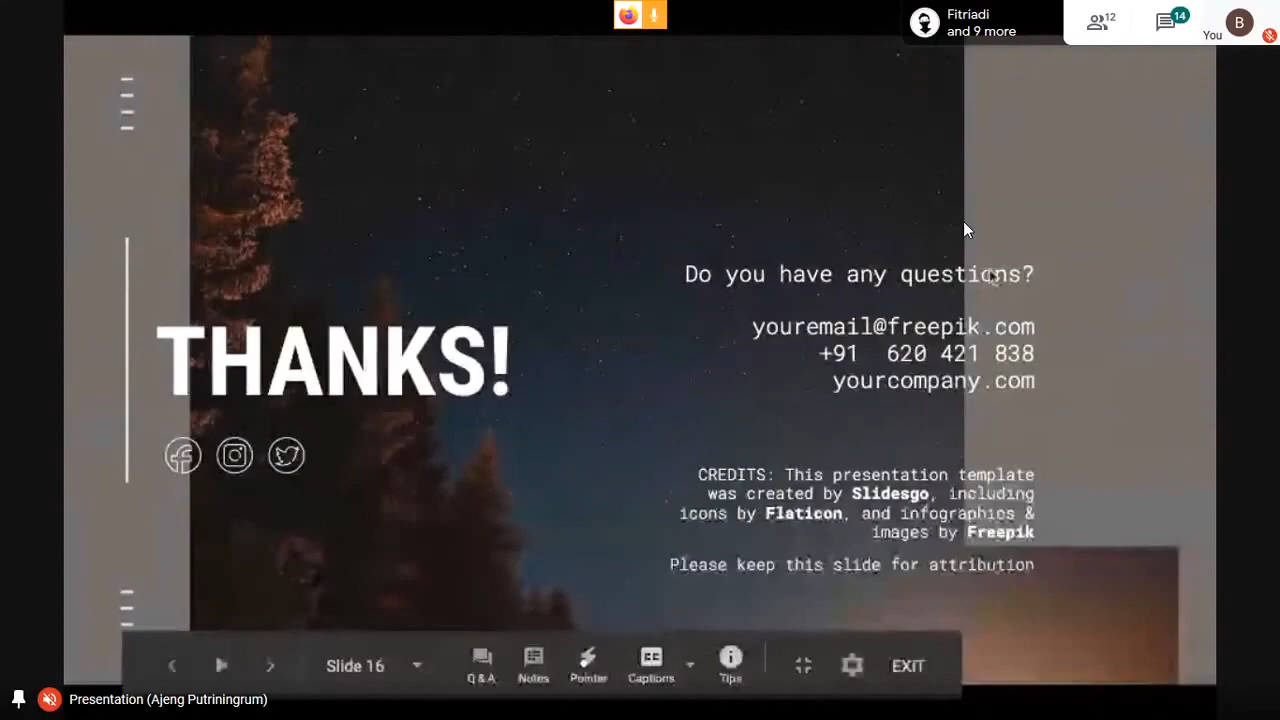 Fitriadi
and 9 more
12
14
You
B
Do you have any questions?
youremail@freepik.com
+91 620 421 838
yourcompany.com
THANKS!
CREDITS: This presentation template
was created by Slidesgo, including
icons by Flaticon, and infographics &
images by Freepik
Please keep this slide for attribution
Slide 16
Q & A
Notes
Pointer
CC
Captions
Tips
EXIT
Presentation (Ajeng Putriningrum)